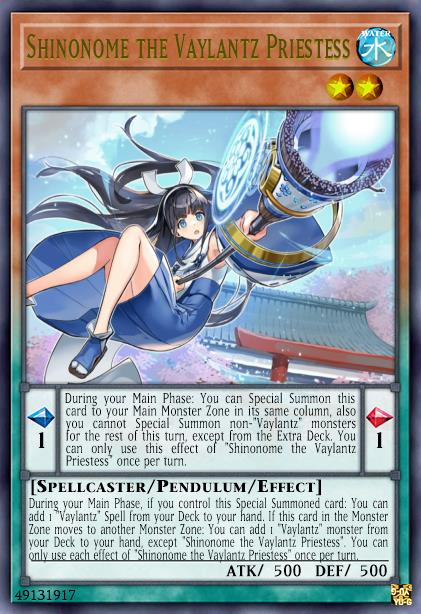 Shinonome the Vaylantz Priestess
WATER
水
During your Main Phase: You can Special Summon this
card to your Main Monster Zone in its same column, also
you cannot Special Summon non-"Vaylantz" monsters
for the rest of this turn, except from the Extra Deck. You
can only use this effect of "Shinonome the Vaylantz
Priestess" once per turn.
1
1
[Spellcaster/Pendulum/Effect]
During your Main Phase, if you control this Special Summoned card: You can
add 1 "Vaylantz" Spell from your Deck to your hand. If this card in the Monster
Zone moves to another Monster Zone: You can add 1 "Vaylantz" monster from
your Deck to your hand, except "Shinonome the Vaylantz Priestess". You can
only use each effect of "Shinonome the Vaylantz Priestess" once per turn.
ATK/ 500 DEF/ 500
49131917